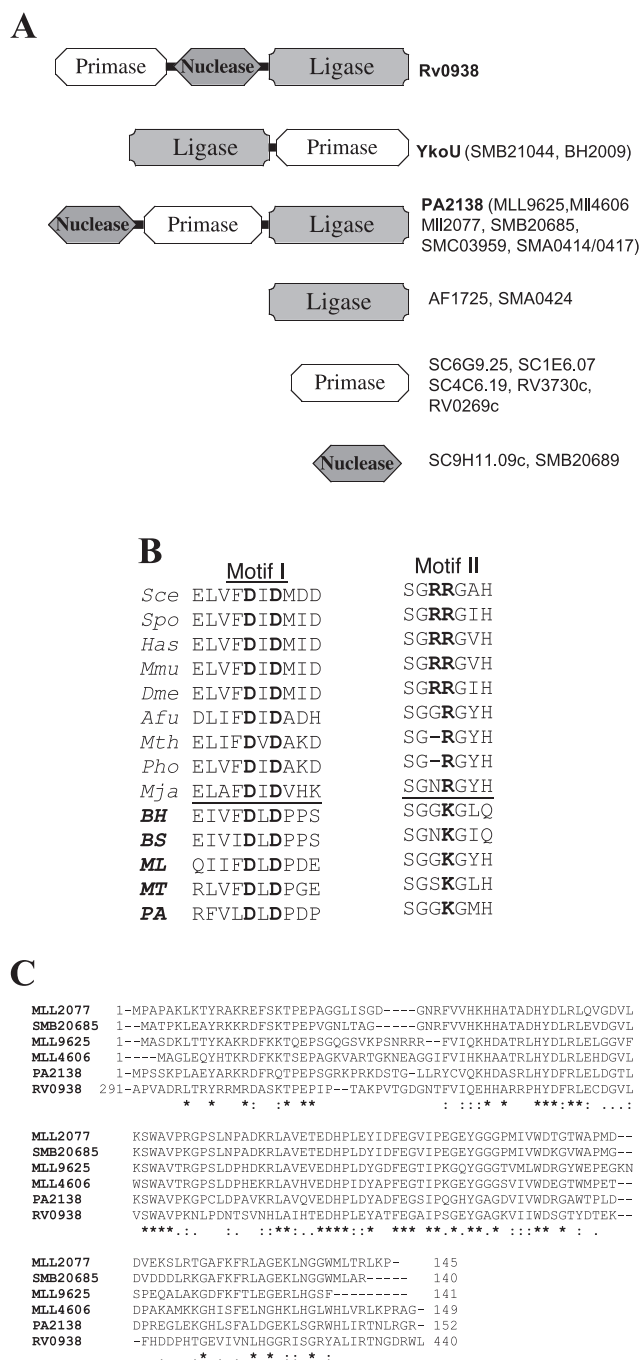 A
Primase Nuclease Ligase Rv0938
Ligase Primase YkoU (SMB21044, BH2009)
Nuclease Primase Ligase PA2138 (MLL9625,Mll4606
Mll2077, SMB20685,
SMC03959, SMA0414/0417)
Ligase AF1725, SMA0424
Primase SC6G9.25, SC1E6.07
SC4C6.19, RV3730c,
RV0269c
Nuclease SC9H11.09c, SMB20689
B
Motif I Motif II
Sce ELVFDIDMDD SGRRGAH
Spo ELVFDIDMID SGRRGIH
Has ELVFDIDMID SGRRGVH
Mmu ELVFDIDMID SGRRGVH
Dme ELVFDIDMID SGRRGIH
Afu DLIFDIDADH SGGRGYH
Mth ELIFDVDAKD SG-RGYH
Pho ELVFDIDAKD SG-RGYH
Mja ELAFDIDVHK SGNRGYH
BH EIVFDLDPPS SGGKGLQ
BS EIVIDLDPPS SGNKGIQ
ML QIIFDLDPDE SGGKGYH
MT RLVFDLDPGE SGSKGLH
PA RFVLDLDPDP SGGKGMH
C
MLL2077 1-MPAPAKLKTYRAKREFSKTPEPAGGLISGD----GNRFVVHKHHATADHYDLRLQVGDVL
SMB20685 1--MATPKLEAYRKKRDFSKTPEPVGNLTAG----GNRFVVHKHHATADHYDLRLEVDGVL
MLL9625 1--MASDKLTTYKAKRDFKKTQEPSGQGSVKPSNRRR-FVIQKHDATRLHYDLRLELGGVF
MLL4606 1----MAGLEQYHTKRDFKKTSEPAGKVARTGKNEAGGIFVIHKHAATRLHYDLRLEHDGVL
PA2138 1-MPSSKPLAEYARKRDFRQTPEPSGRKPRKDSTG-LLRYCVQKHDASRLHYDFRLELDGTL
RV0938 291-APVADRLTRYRRMRDASKTPEPIP--TAKPVTGDGNTFVIQEHHARRPHYDFRLECDGVL
* * *: ** ** : ::* * ***:**: ...:
MLL2077 KSWAVPRGPSLNPADKRLAVETEDHPLEYIDFEGVIPEGEYGGGPMIVWDTGTWAPMD--
SMB20685 KSWAVPRGPSLNPADKRLAVETEDHPLEYIDFEGVIPEGEYGGGPMIVWDKGVWAPMG--
MLL9625 KSWAVTRGPSLDPHDKRLAVEVEDHPLDYGDFEGTIPKGQYGGGTVMLWDRGYWEPEGKN
MLL4606 WSWAVTRGPSLDPADKRLAVHTEDHPIDYAPFEGTIPKGEYGGGSVIVWDEGTWMPET--
PA2138 KSWAVPKGPCLDPAVKRLAVQVEDHPLDYADFEGSIPQGHYGAGDVIVWDRGAWTPLD--
RV0938 VSWAVPKNLPDNTSVNHLAIHTEDHPLEYATFEGAIPSGEYGAGKVIIWDSGTYDTEK--
****.:. :. ::**:..****::* *** **.*.**.* :::** * : .
MLL2077 DVEKSLRTGAFKFRLAGEKLNGGWMLTRLKP- 145
SMB20685 DVDDDLRKGAFKFRLAGEKLNGGWMLAR----- 140
MLL9625 SPEQALAKGDFKFTLEGERLHGSF--------- 141
MLL4606 DPAKAMKKGHISFELNGHKLHGLWHLVRLKPRAG- 149
PA2138 DPREGLEKGHLSFALDGEKLSGRWHLIRTNLRGR- 152
RV0938 -FHDDPHTGEVIVNLHGGRISGRYALIRTNGDRWL 440
. .* . . * * :: * :